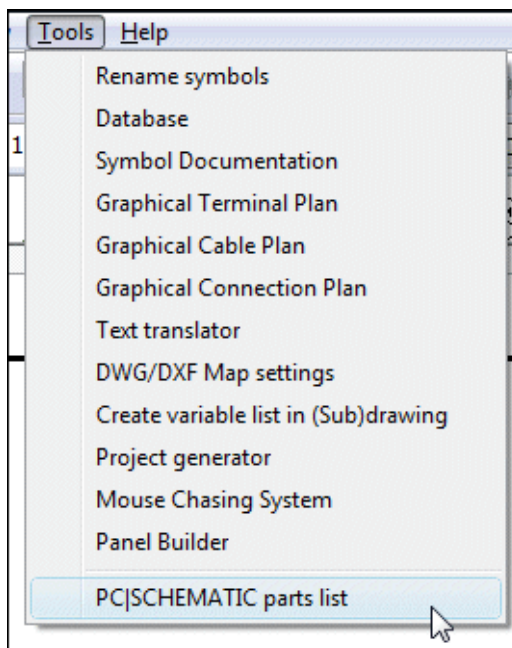 Tools Help
Rename symbols
Database
1
Symbol Documentation
Graphical Terminal Plan
Graphical Cable Plan
Graphical Connection Plan
Text translator
DWG/DXF Map settings
Create variable list in (Sub)drawing
Project generator
Mouse Chasing System
Panel Builder
PC|SCHEMATIC parts list